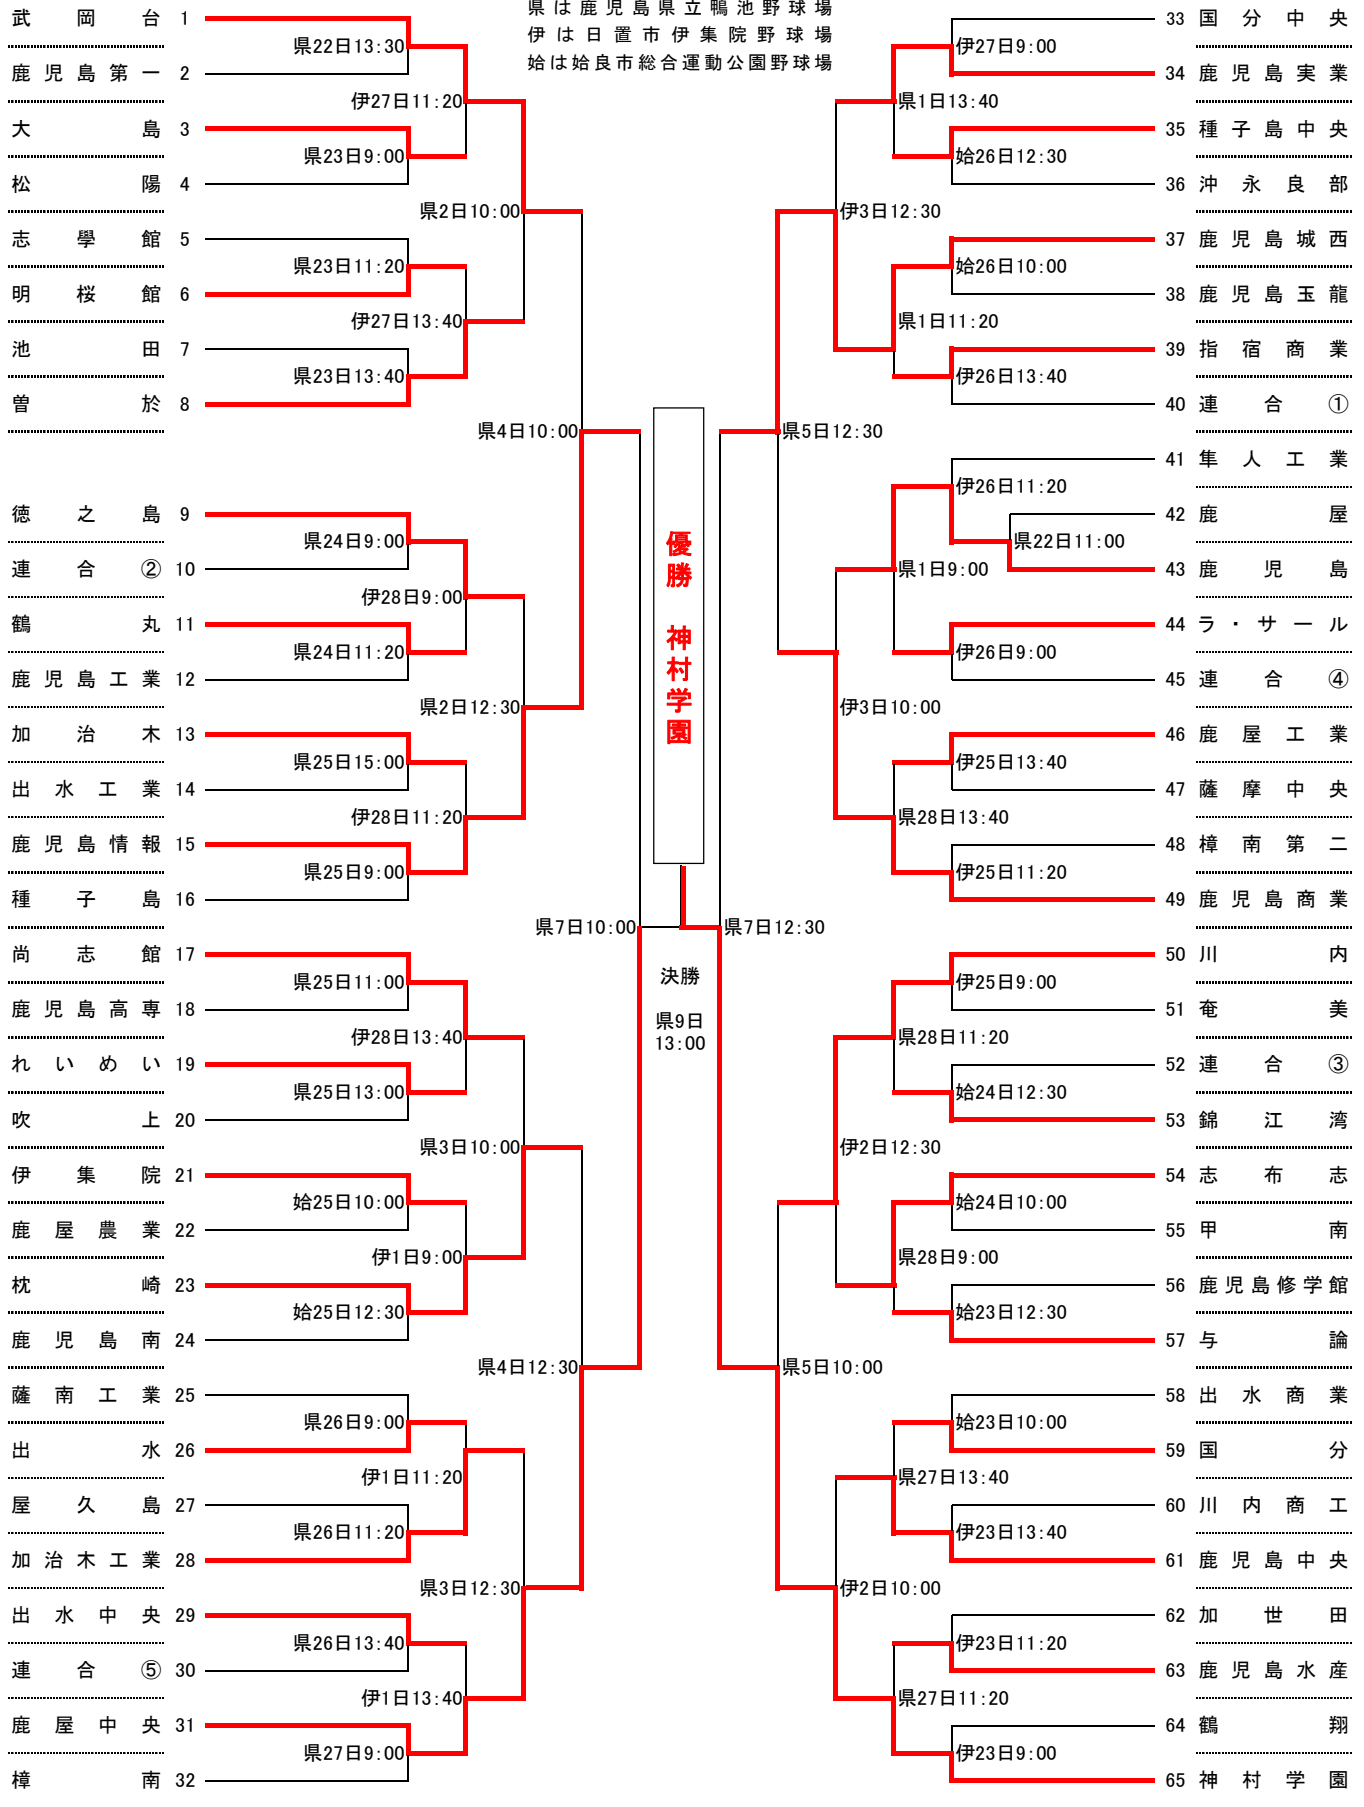 県は鹿児島県立鴨池野球場
伊は日置市伊集院野球場
姶は姶良市総合運動公園野球場
武岡台 1
県22日13:30
鹿児島第一 2
伊27日11:20
大島 3
県23日9:00
松陽 4
県2日10:00
志學館 5
県23日11:20
明桜館 6
伊27日13:40
池田 7
県23日13:40
曽於 8
県4日10:00
徳之島 9
県24日9:00
連合② 10
伊28日9:00
鶴丸 11
県24日11:20
鹿児島工業 12
県2日12:30
加治木 13
県25日15:00
出水工業 14
伊28日11:20
鹿児島情報 15
県25日9:00
種子島 16
県7日10:00
尚志館 17
県25日11:00
鹿児島高専 18
伊28日13:40
れいめい 19
県25日13:00
吹上 20
県3日10:00
伊集院 21
姶25日10:00
鹿屋農業 22
伊1日9:00
枕崎 23
姶25日12:30
鹿児島南 24
県4日12:30
薩南工業 25
県26日9:00
出水 26
伊1日11:20
屋久島 27
県26日11:20
加治木工業 28
県3日12:30
出水中央 29
県26日13:40
連合⑤ 30
伊1日13:40
鹿屋中央 31
県27日9:00
樟南 32
優勝 神村学園
決勝
県9日
13:00
33 国分中央
伊27日9:00
34 鹿児島実業
県1日13:40
35 種子島中央
姶26日12:30
36 沖永良部
伊3日12:30
37 鹿児島城西
姶26日10:00
38 鹿児島玉龍
県1日11:20
39 指宿商業
伊26日13:40
40 連合①
県5日12:30
41 隼人工業
伊26日11:20
42 鹿屋
県22日11:00
43 鹿児島
県1日9:00
44 ラ・サール
伊26日9:00
45 連合④
伊3日10:00
46 鹿屋工業
伊25日13:40
47 薩摩中央
県28日13:40
48 樟南第二
伊25日11:20
49 鹿児島商業
県7日12:30
50 川内
伊25日9:00
51 奄美
県28日11:20
52 連合③
姶24日12:30
53 錦江湾
伊2日12:30
54 志布志
姶24日10:00
55 甲南
県28日9:00
56 鹿児島修学館
姶23日12:30
57 与論
県5日10:00
58 出水商業
姶23日10:00
59 国分
県27日13:40
60 川内商工
伊23日13:40
61 鹿児島中央
伊2日10:00
62 加世田
伊23日11:20
63 鹿児島水産
県27日11:20
64 鶴翔
伊23日9:00
65 神村学園